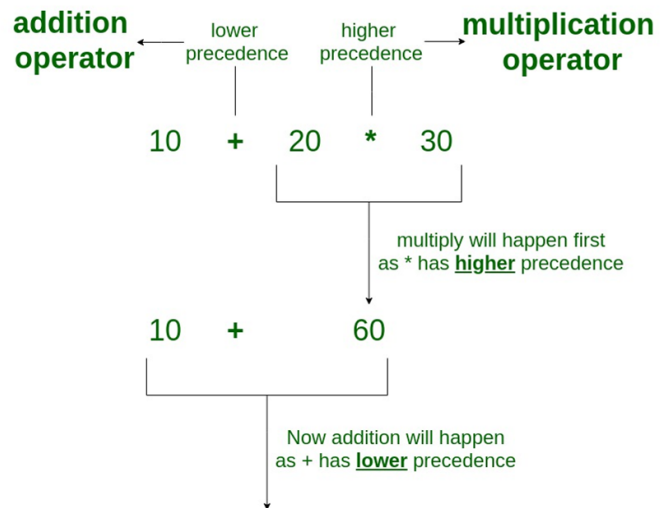 addition
operator
lower
precedence
higher
precedence
multiplication
operator
10 + 20 * 30
multiply will happen first
as * has higher precedence
10 + 60
Now addition will happen
as + has lower precedence